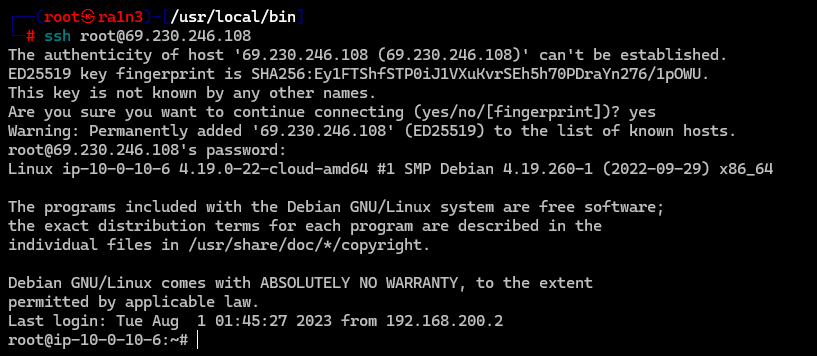 ┌──(root㉿ra1n3)-[/usr/local/bin]
└─# ssh root@69.230.246.108
The authenticity of host '69.230.246.108 (69.230.246.108)' can't be established.
ED25519 key fingerprint is SHA256:Ey1FTShfSTP0iJ1VXuKvrSEh5h70PDraYn276/1pOWU.
This key is not known by any other names.
Are you sure you want to continue connecting (yes/no/[fingerprint])? yes
Warning: Permanently added '69.230.246.108' (ED25519) to the list of known hosts.
root@69.230.246.108's password:
Linux ip-10-0-10-6 4.19.0-22-cloud-amd64 #1 SMP Debian 4.19.260-1 (2022-09-29) x86_64
The programs included with the Debian GNU/Linux system are free software;
the exact distribution terms for each program are described in the
individual files in /usr/share/doc/*/copyright.
Debian GNU/Linux comes with ABSOLUTELY NO WARRANTY, to the extent
permitted by applicable law.
Last login: Tue Aug  1 01:45:27 2023 from 192.168.200.2
root@ip-10-0-10-6:~#